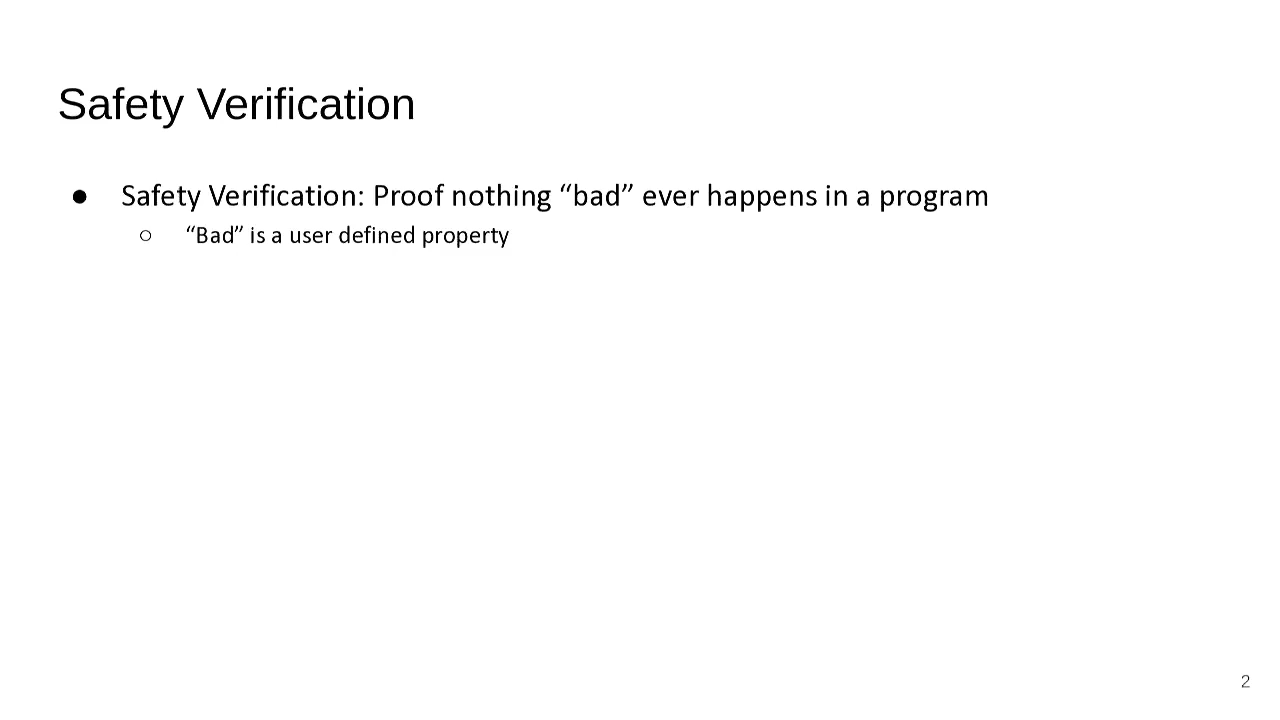 Safety Verification
● Safety Verification: Proof nothing “bad” ever happens in a program
○ “Bad” is a user defined property
2